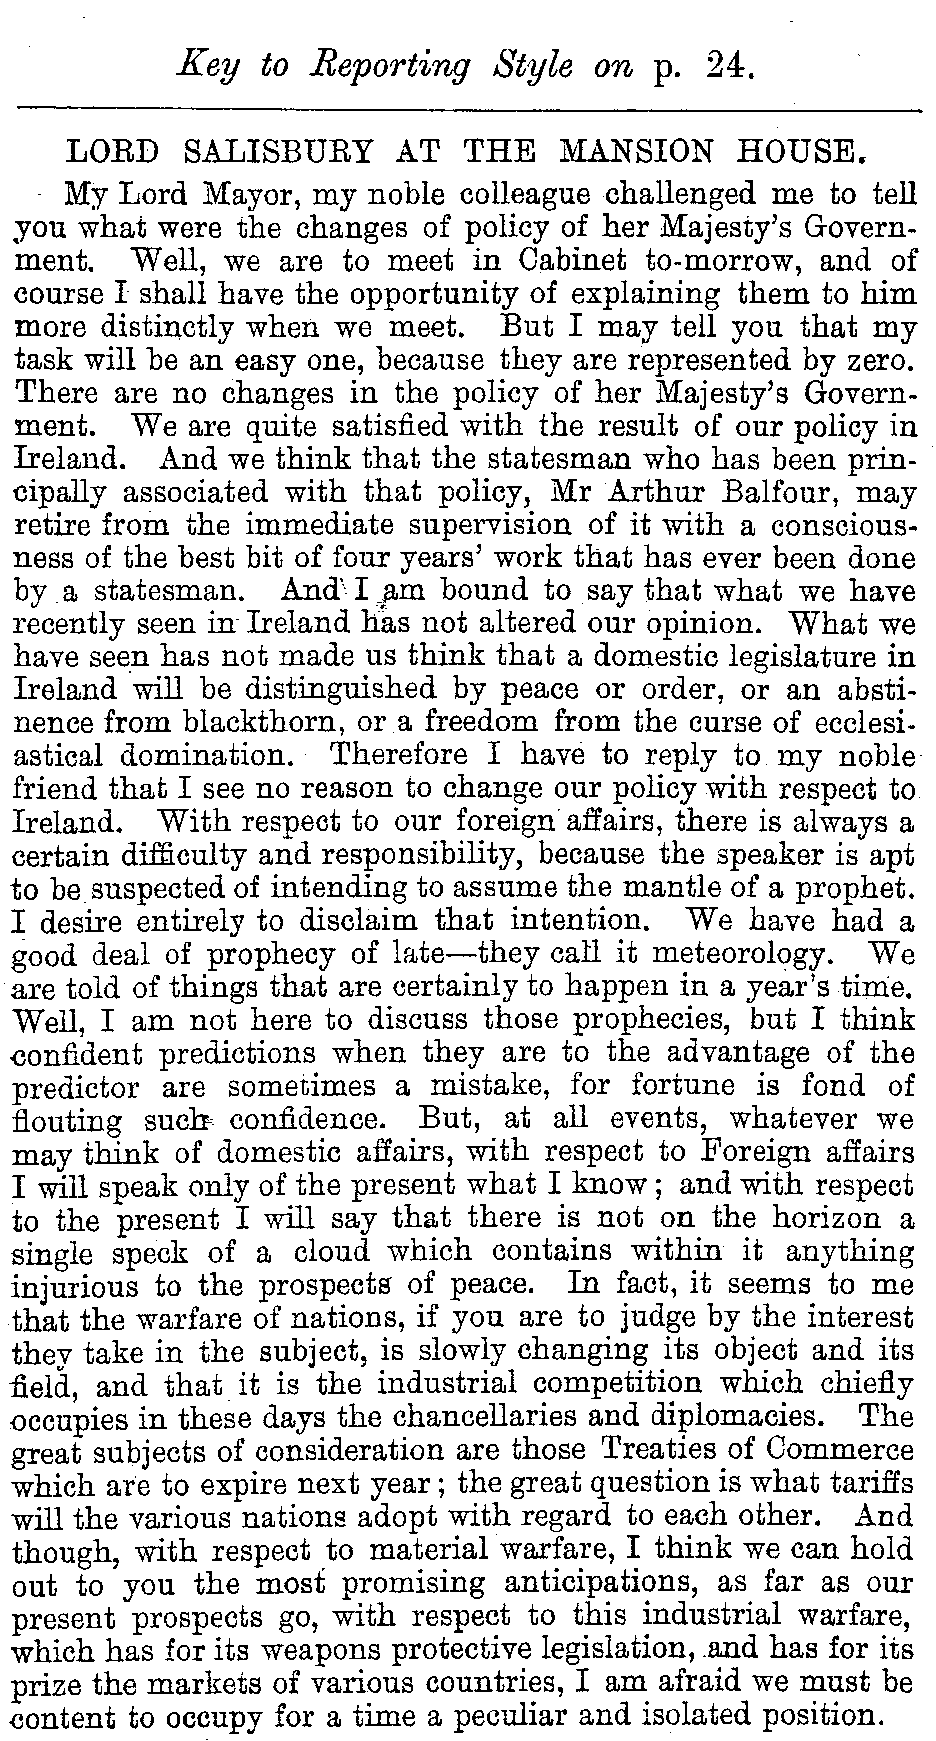 Key to Reporting Style on p. 24.
LORD SALISBURY AT THE MANSION HOUSE.
My Lord Mayor, my noble colleague challenged me to tell
you what were the changes of policy of her Majesty's Govern-
ment. Well, we are to meet in Cabinet to-morrow, and of
course I shall have the opportunity of explaining them to him
more distinctly when we meet. But I may tell you that my
task will be an easy one, because they are represented by zero.
There are no changes in the policy of her Majesty's Govern-
ment. We are quite satisfied with the result of our policy in
Ireland. And we think that the statesman who has been prin-
cipally associated with that policy, Mr Arthur Balfour, may
retire from the immediate supervision of it with a conscious-
ness of the best bit of four years' work that has ever been done
by a statesman. And I am bound to say that what we have
recently seen in Ireland has not altered our opinion. What we
have seen has not made us think that a domestic legislature in
Ireland will be distinguished by peace or order, or an absti-
nence from blackthorn, or a freedom from the curse of ecclesi-
astical domination. Therefore I have to reply to my noble
friend that I see no reason to change our policy with respect to
Ireland. With respect to our foreign affairs, there is always a
certain difficulty and responsibility, because the speaker is apt
to be suspected of intending to assume the mantle of a prophet.
I desire entirely to disclaim that intention. We have had a
good deal of prophecy of late—they call it meteorology. We
are told of things that are certainly to happen in a year's time.
Well, I am not here to discuss those prophecies, but I think
confident predictions when they are to the advantage of the
predictor are sometimes a mistake, for fortune is fond of
flouting such confidence. But, at all events, whatever we
may think of domestic affairs, with respect to Foreign affairs
I will speak only of the present what I know; and with respect
to the present I will say that there is not on the horizon a
single speck of a cloud which contains within it anything
injurious to the prospects of peace. In fact, it seems to me
that the warfare of nations, if you are to judge by the interest
they take in the subject, is slowly changing its object and its
field, and that it is the industrial competition which chiefly
occupies in these days the chancellaries and diplomacies. The
great subjects of consideration are those Treaties of Commerce
which are to expire next year; the great question is what tariffs
will the various nations adopt with regard to each other. And
though, with respect to material warfare, I think we can hold
out to you the most promising anticipations, as far as our
present prospects go, with respect to this industrial warfare,
which has for its weapons protective legislation, and has for its
prize the markets of various countries, I am afraid we must be
content to occupy for a time a peculiar and isolated position.